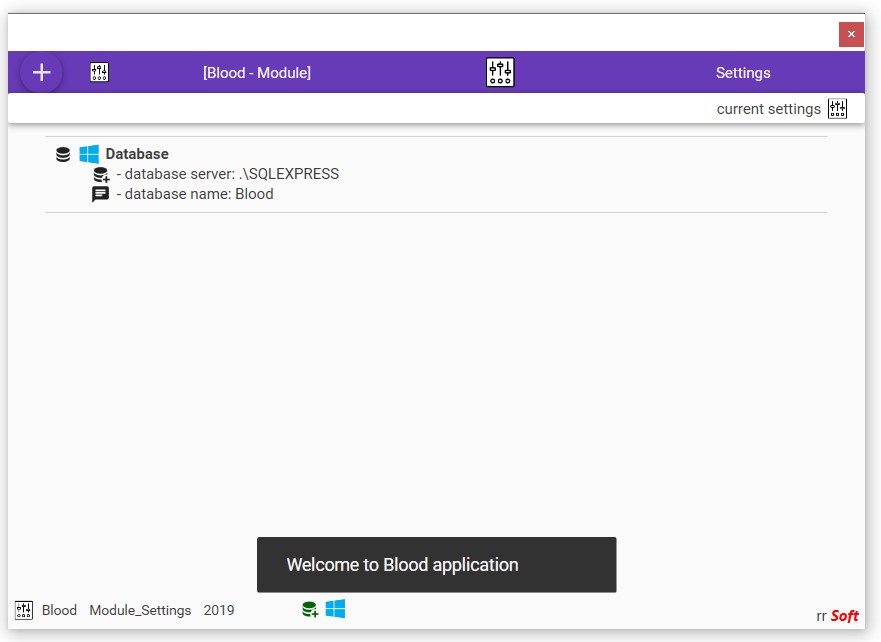 [Blood - Module] Settings
current settings
Database
- database server: .\SQLEXPRESS
- database name: Blood
Welcome to Blood application
Blood Module_Settings 2019
rr Soft